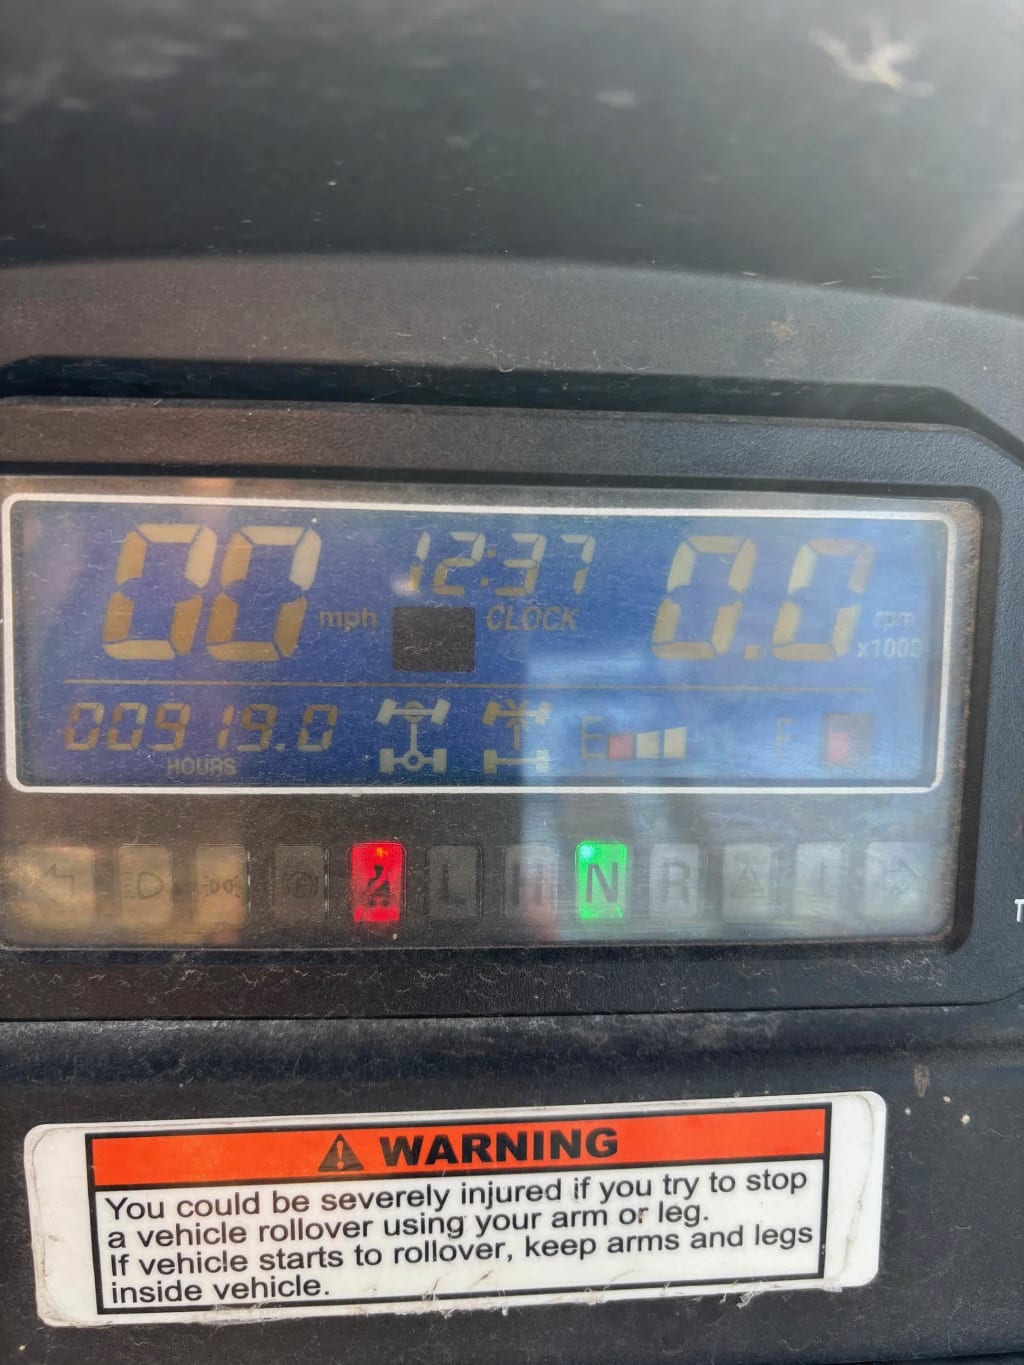 00 mph 12:37 CLOCK 0.0 rpm x1000
00919.0 HOURS E F
L H N R
T
WARNING
You could be severely injured if you try to stop
a vehicle rollover using your arm or leg.
If vehicle starts to rollover, keep arms and legs
inside vehicle.